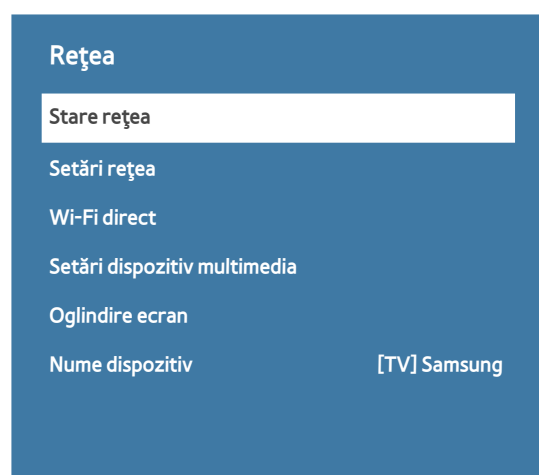 Reţea
Stare reţea
Setări reţea
Wi-Fi direct
Setări dispozitiv multimedia
Oglindire ecran
Nume dispozitiv [TV] Samsung